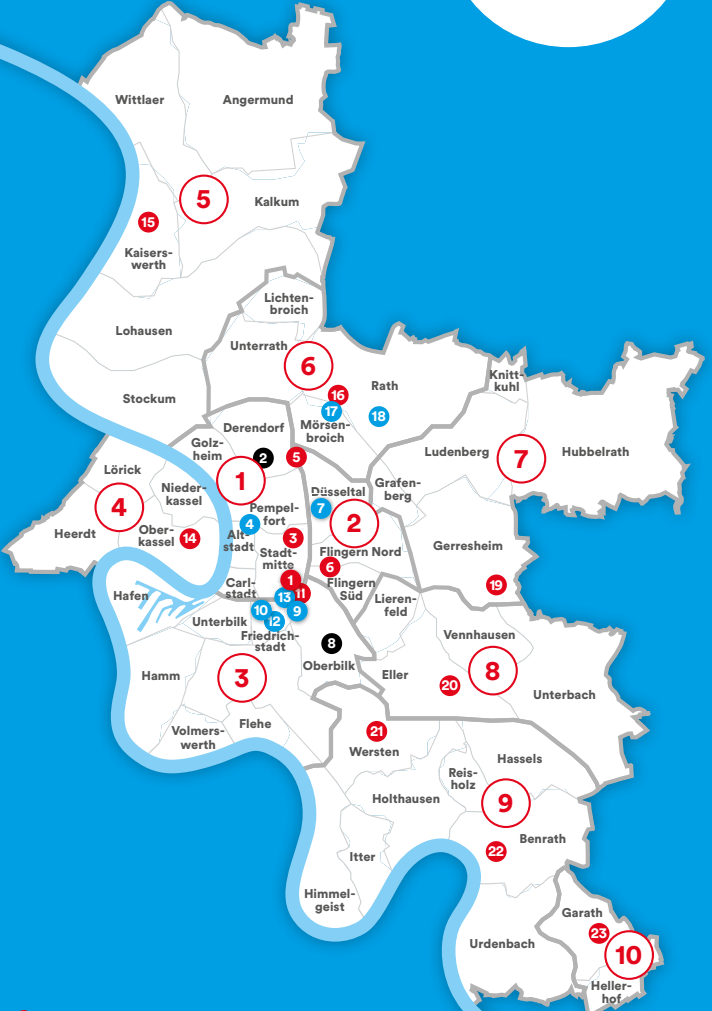 Wittlaer
Angermund
5
Kalkum
15
Kaisers-
werth
Lichten-
broich
Lohausen
Unterrath
6
Rath
Knitt-
kuhl
Stockum
16
17
18
Mörsen-
broich
Derendorf
Golz-
heim
2
5
Ludenberg
7
Hubbelrath
Lörick
1
Grafen-
berg
Nieder-
kassel
Düsseltal
4
Pempel-
fort
7
2
Heerdt
Ober-
kassel
14
4
Alt-
stadt
3
Flingern Nord
Gerresheim
Stadt-
mitte
6
Flingern
Süd
1
11
19
Hafen
Carl-
stadt
13
Lieren-
feld
10
9
12
Unterbilk
Friedrich-
stadt
8
Oberbilk
Vennhausen
Hamm
3
Eller
8
20
Unterbach
Flehe
Volmers-
werth
21
Wersten
Hassels
Reis-
holz
Holthausen
9
Benrath
22
Itter
Himmel-
geist
Garath
23
Urdenbach
10
Heller-
hof